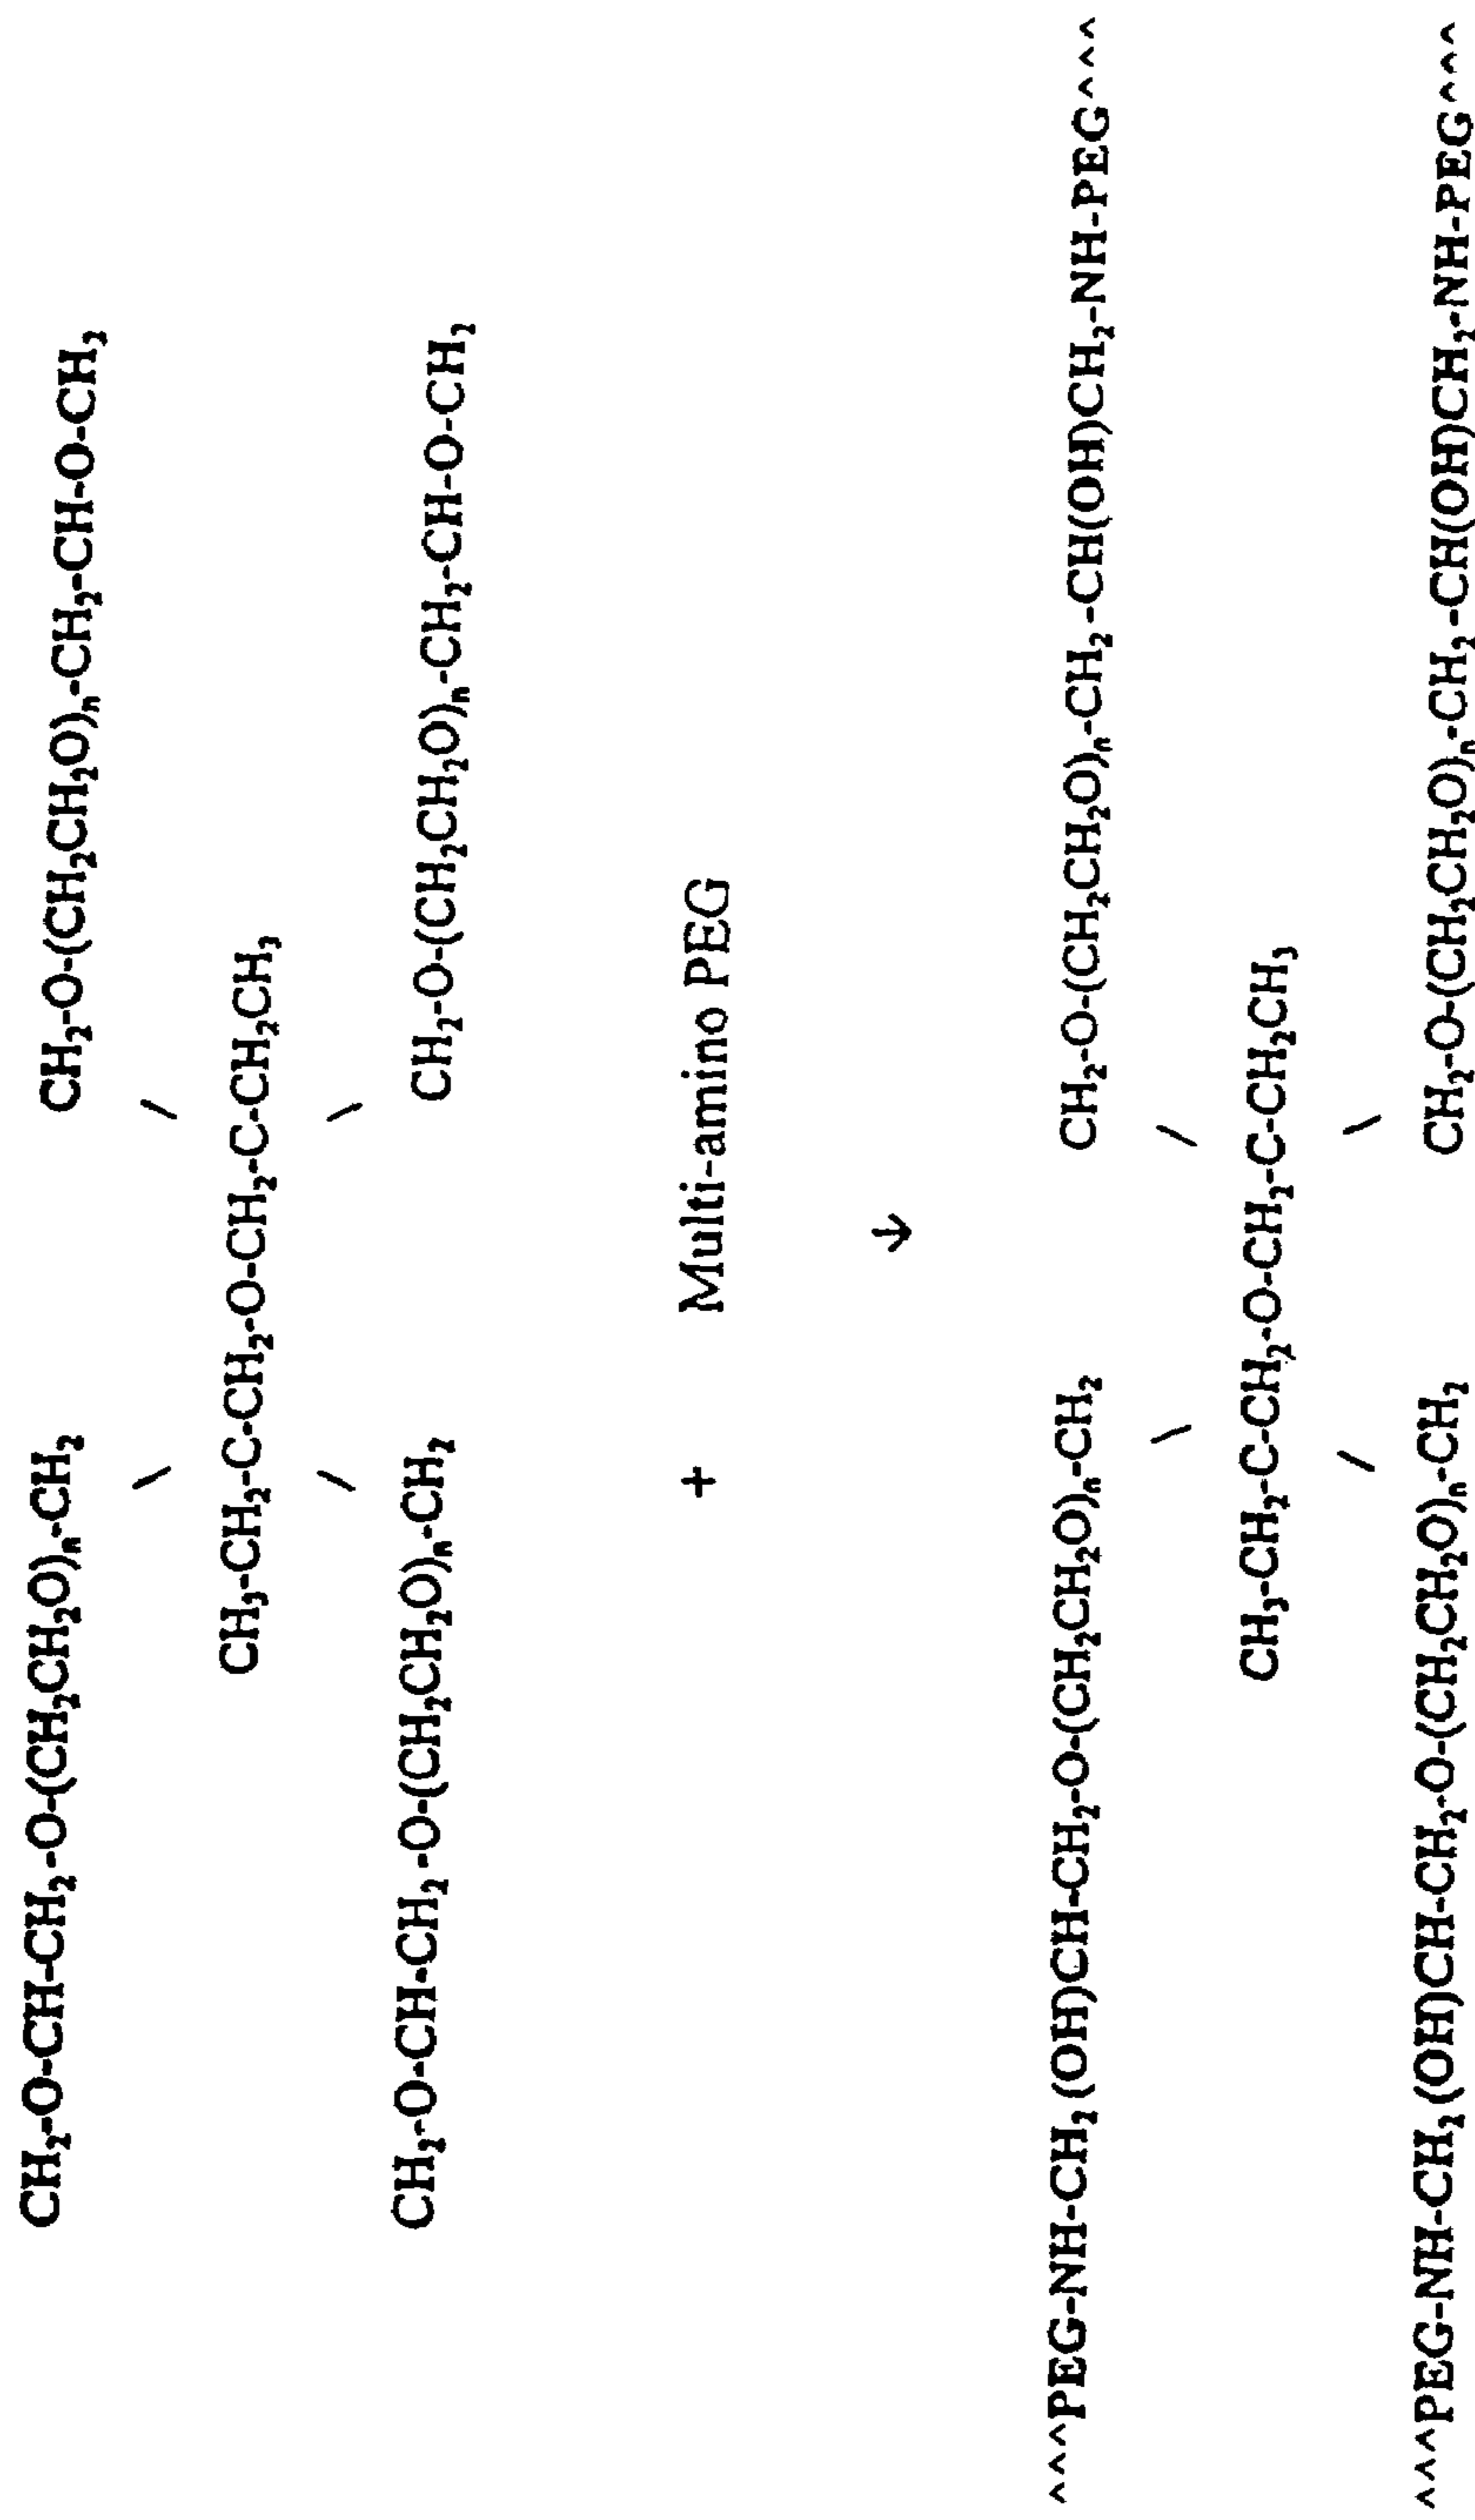 CH₂-O-CH-CH₂-O-(CH₂CH₂O)ₙ-CH₂ CH₂-O-(CH₂CH₂O)ₙ-CH₂-CH-O-CH₂
\ /
CH₃-CH₂-C-CH₂-O-CH₂-C-CH₂CH₃
/ \
CH₂-O-CH-CH₂-O-(CH₂CH₂O)ₙ-CH₂ CH₂-O-(CH₂CH₂O)ₙ-CH₂-CH-O-CH₂
+ Multi-amino PEG
↓
^^^PEG-NH-CH₂(OH)CH-CH₂-O-(CH₂CH₂O)ₙ-CH₂ CH₂-O-(CH₂CH₂O)ₙ-CH₂-CH(OH)CH₂-NH-PEG^^^
\ /
CH₃-CH₂-C-CH₂-O-CH₂-C-CH₂CH₃
/ \
^^^PEG-NH-CH₂(OH)CH-CH₂-O-(CH₂CH₂O)ₙ-CH₂ CH₂-O-(CH₂CH₂O)ₙ-CH₂-CH(OH)CH₂-NH-PEG^^^